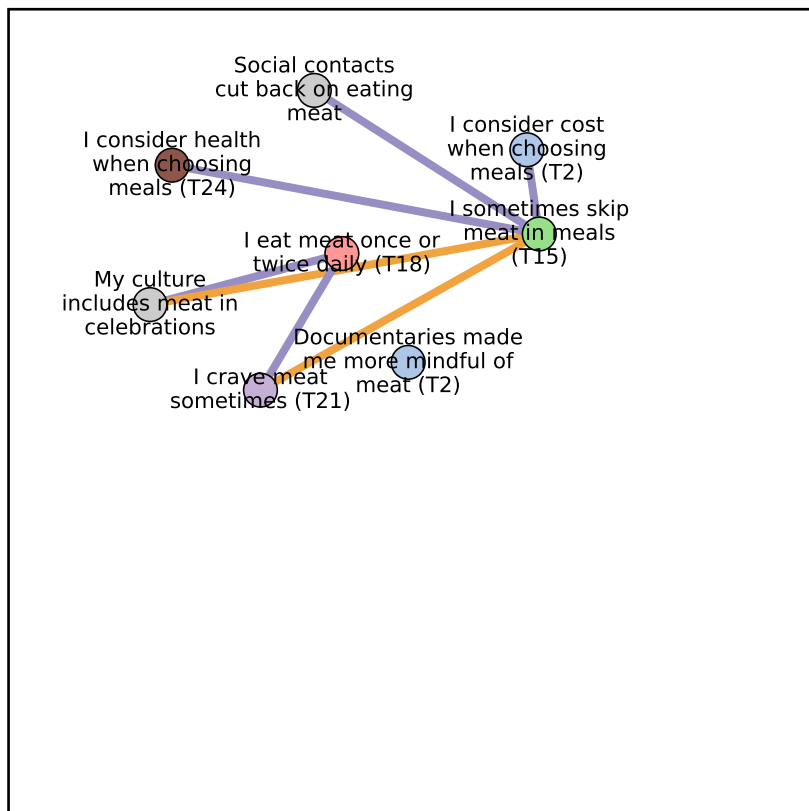 Social contacts
cut back on eating
meat
I consider cost
when choosing
meals (T2)
I consider health
when choosing
meals (T24)
I sometimes skip
meat in meals
(T15)
I eat meat once or
twice daily (T18)
My culture
includes meat in
celebrations
Documentaries made
me more mindful of
meat (T2)
I crave meat
sometimes (T21)